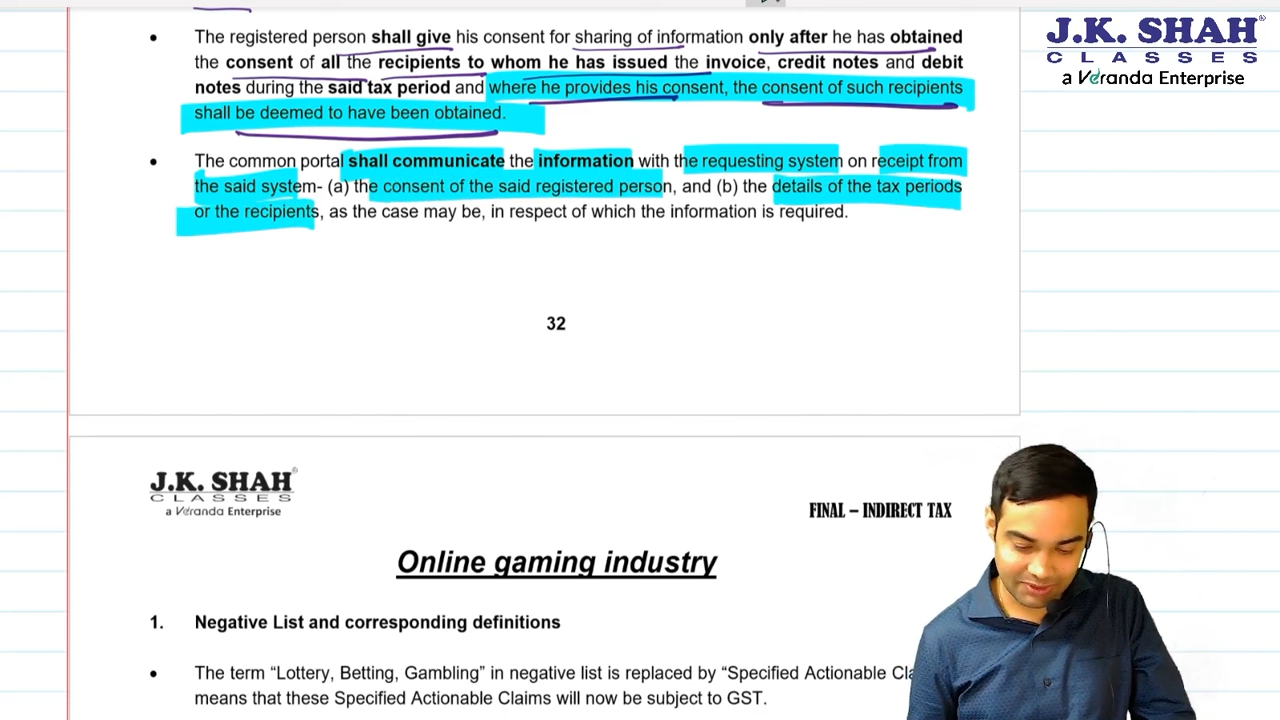 J.K. SHAH®
CLASSES
a Veranda Enterprise
• The registered person shall give his consent for sharing of information only after he has obtained
the consent of all the recipients to whom he has issued the invoice, credit notes and debit
notes during the said tax period and where he provides his consent, the consent of such recipients
shall be deemed to have been obtained.
• The common portal shall communicate the information with the requesting system on receipt from
the said system- (a) the consent of the said registered person, and (b) the details of the tax periods
or the recipients, as the case may be, in respect of which the information is required.
32
J.K. SHAH®
CLASSES
a Veranda Enterprise
FINAL – INDIRECT TAX
Online gaming industry
1. Negative List and corresponding definitions
• The term “Lottery, Betting, Gambling” in negative list is replaced by “Specified Actionable
means that these Specified Actionable Claims will now be subject to GST.